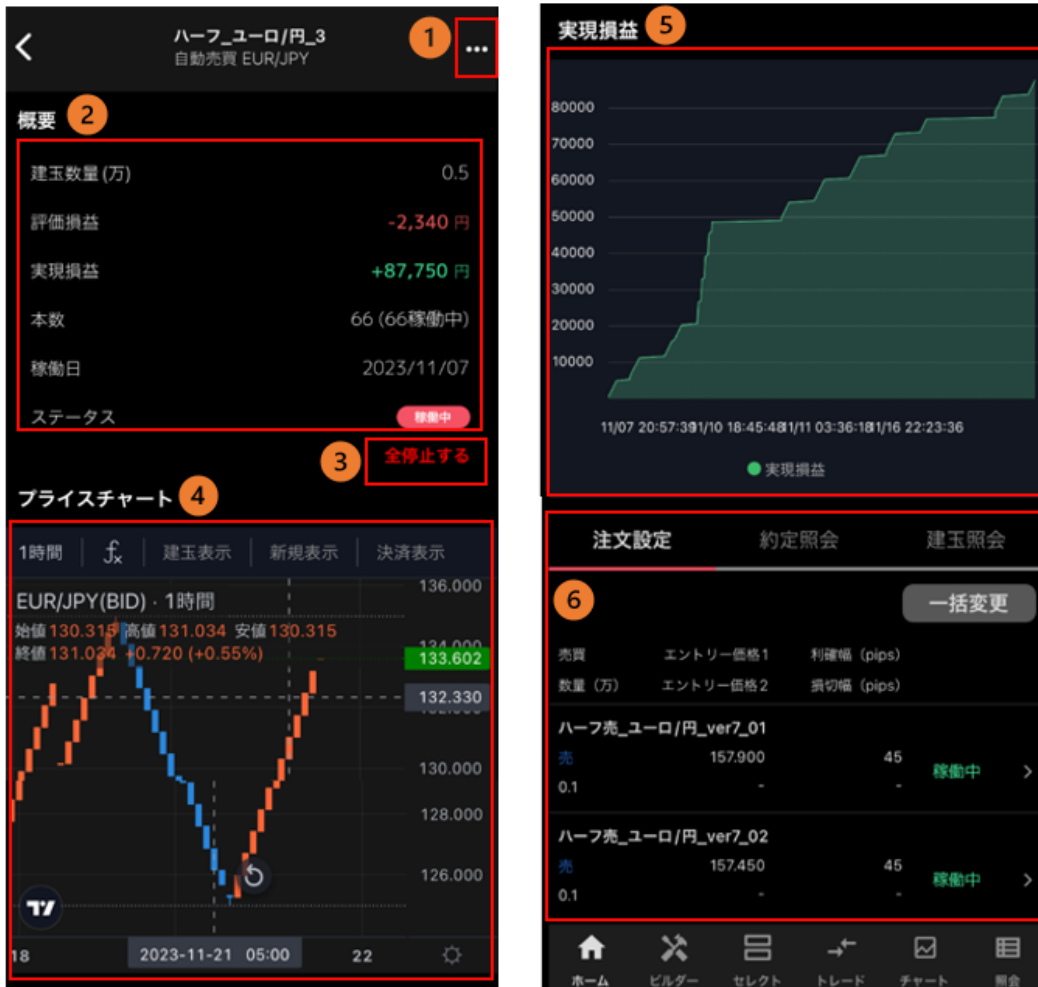 ハーフ_ユーロ/円_3
1
自動売買 EUR/JPY
概要 2
建玉数量(万) 0.5
評価損益 -2,340 円
実現損益 +87,750 円
本数 66 (66稼働中)
稼働日 2023/11/07
ステータス 稼働中
3 全停止する
プライスチャート 4
1時間 fx 建玉表示 新規表示 決済表示
136.000
EUR/JPY(BID) · 1時間
始値130.315 高値131.034 安値130.315
134.000
終値131.034 +0.720 (+0.55%)
133.602
132.330
130.000
128.000
126.000
18 2023-11-21 05:00 22
実現損益 5
80000
70000
60000
50000
40000
30000
20000
10000
11/07 20:57:39 11/10 18:45:48 11/11 03:36:18 11/16 22:23:36
実現損益
注文設定 約定照会 建玉照会
6 一括変更
売買 エントリー価格1 利確幅 (pips)
数量 (万) エントリー価格2 損切幅 (pips)
ハーフ売_ユーロ/円_ver7_01
売 157.900 45
稼働中 >
0.1 - -
ハーフ売_ユーロ/円_ver7_02
売 157.450 45
稼働中 >
0.1 - -
ホーム ビルダー セレクト トレード チャート 照会